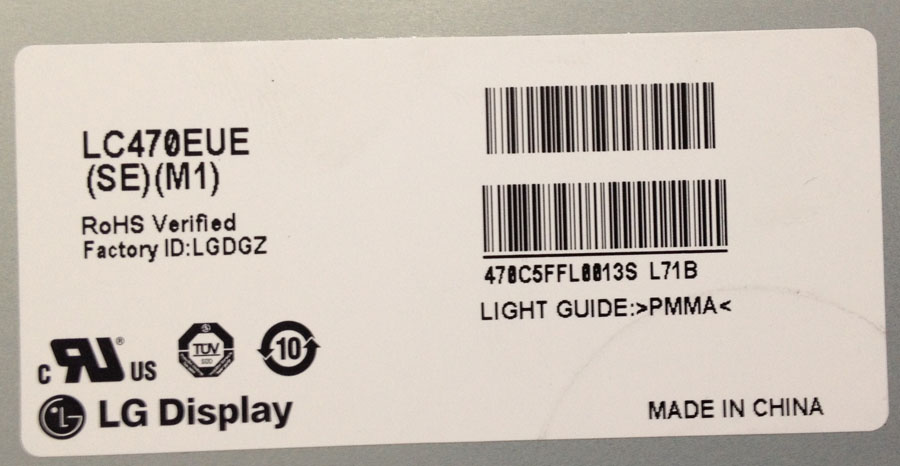 LC470EUE
(SE)(M1)
RoHS Verified
Factory ID:LGDGZ
470C5FFL0013S L71B
LIGHT GUIDE:>PMMA<
c RU ® US
TÜV
10
LG Display
MADE IN CHINA